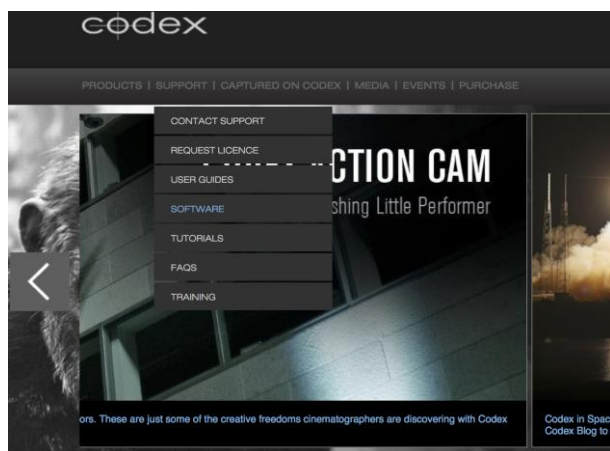 codex
PRODUCTS | SUPPORT | CAPTURED ON CODEX | MEDIA | EVENTS | PURCHASE
CONTACT SUPPORT
REQUEST LICENCE
USER GUIDES
SOFTWARE
TUTORIALS
FAQS
TRAINING
CTION CAM
shing Little Performer
ors. These are just some of the creative freedoms cinematographers are discovering with Codex
Codex in Spac
Codex Blog to